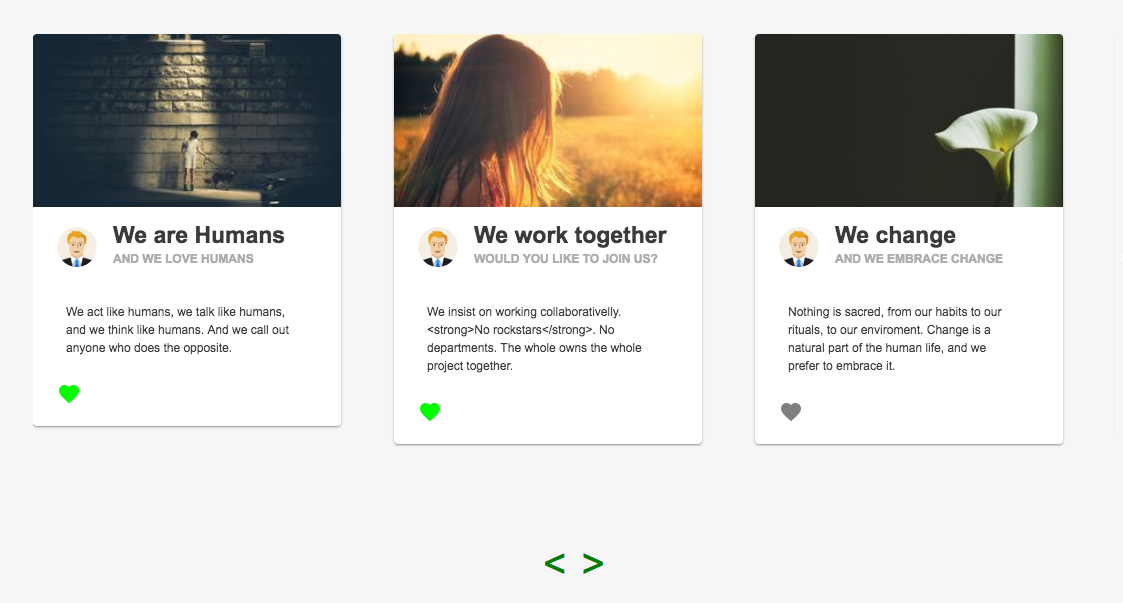 We are Humans
AND WE LOVE HUMANS
We act like humans, we talk like humans,
and we think like humans. And we call out
anyone who does the opposite.
We work together
WOULD YOU LIKE TO JOIN US?
We insist on working collaborativelly.
<strong>No rockstars</strong>. No
departments. The whole owns the whole
project together.
We change
AND WE EMBRACE CHANGE
Nothing is sacred, from our habits to our
rituals, to our enviroment. Change is a
natural part of the human life, and we
prefer to embrace it.
< >